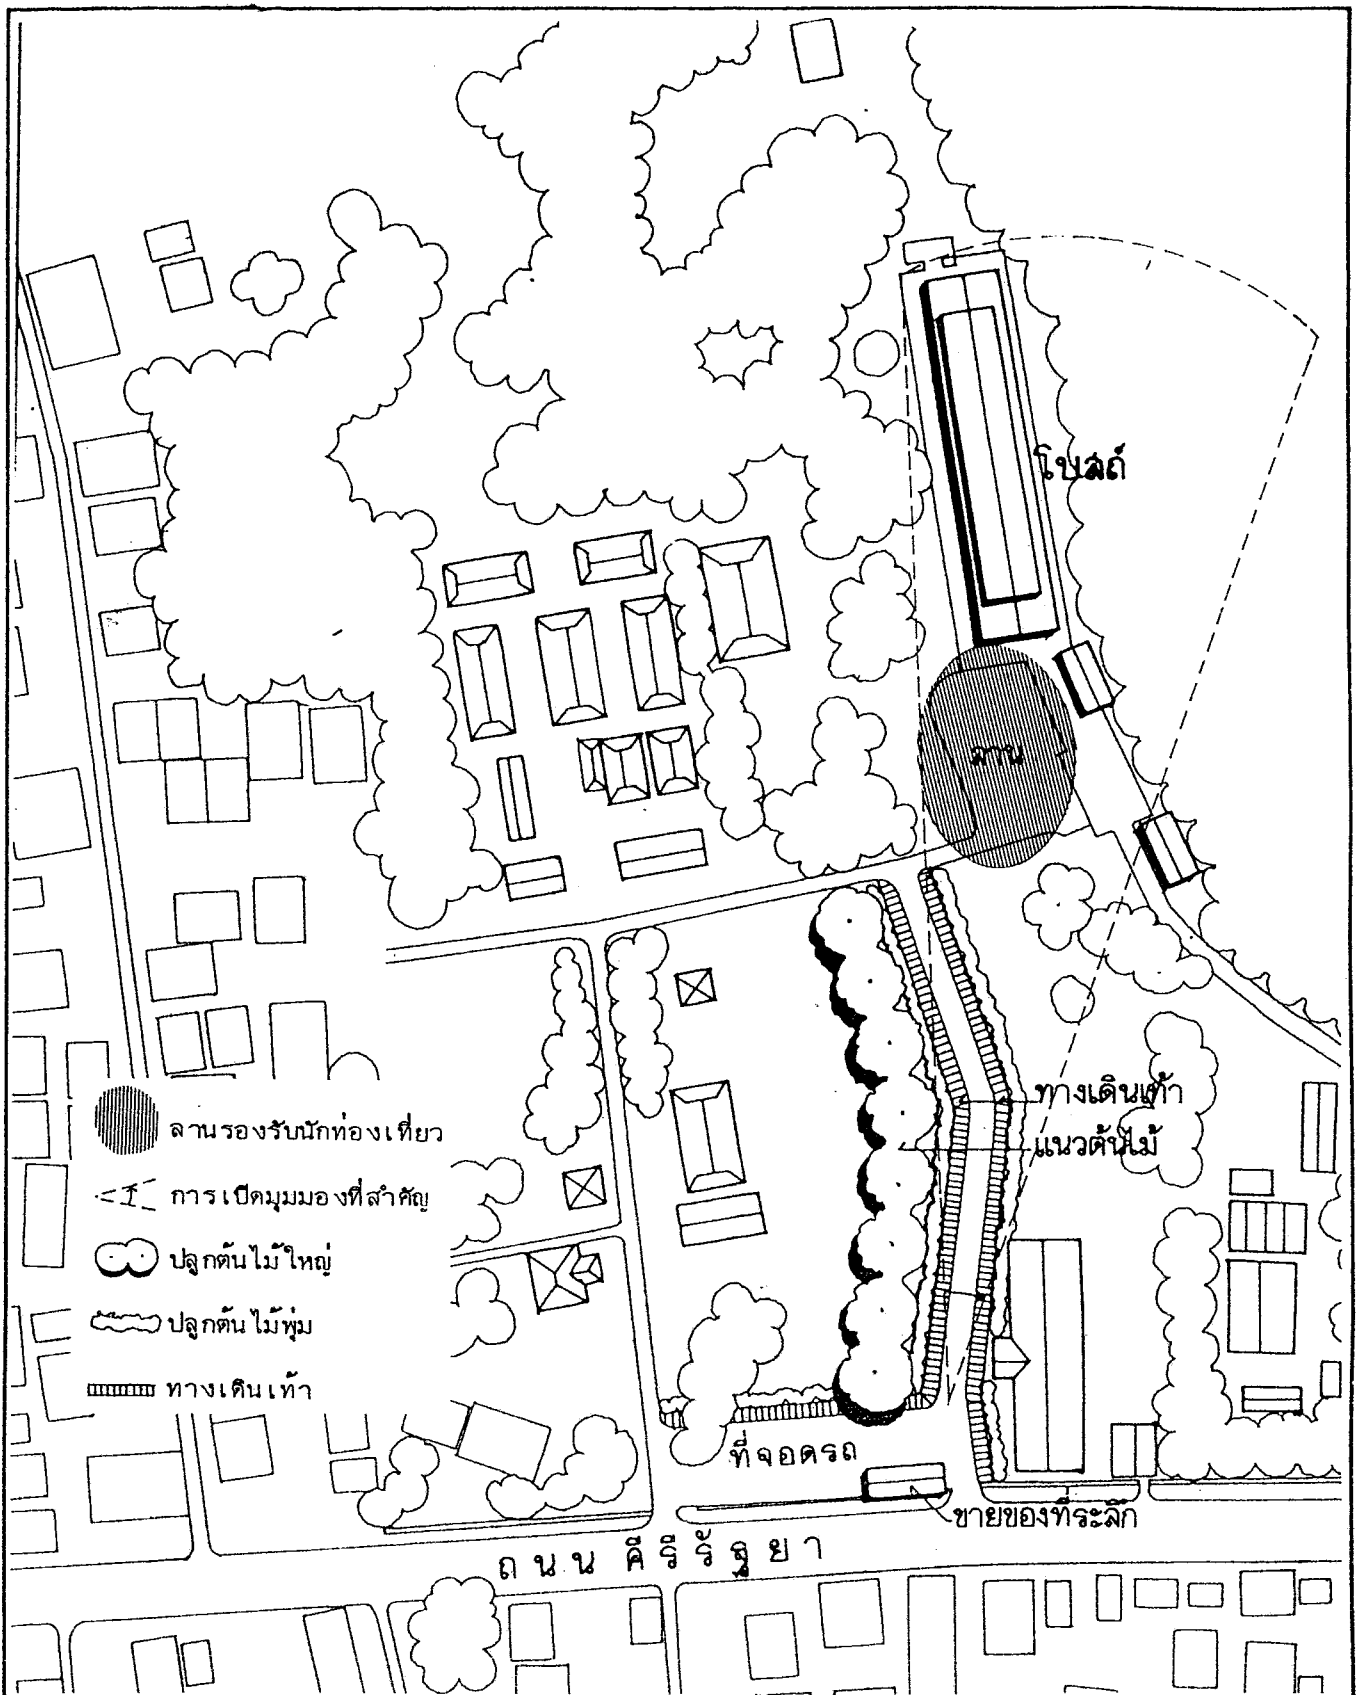 โบสถ์
ลาน
ทางเดินเท้า
แนวต้นไม้
ลานรองรับนักท่องเที่ยว
การเปิดมุมมองที่สำคัญ
ปลูกต้นไม้ใหญ่
ปลูกต้นไม้พุ่ม
ทางเดินเท้า
ที่จอดรถ
ขายของที่ระลึก
ถนน คีรีรัฐยา